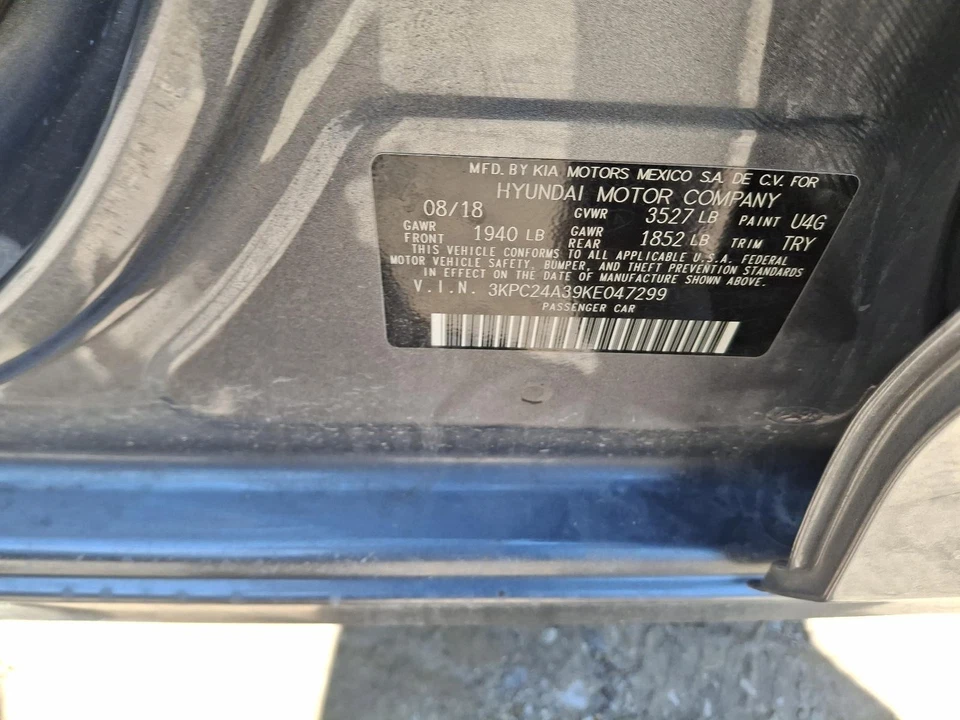 MFD. BY KIA MOTORS MEXICO S.A. DE C.V. FOR
HYUNDAI MOTOR COMPANY
08/18 GVWR 3527 LB PAINT U4G
GAWR FRONT 1940 LB GAWR REAR 1852 LB TRIM TRY
THIS VEHICLE CONFORMS TO ALL APPLICABLE U.S.A. FEDERAL
MOTOR VEHICLE SAFETY, BUMPER, AND THEFT PREVENTION STANDARDS
IN EFFECT ON THE DATE OF MANUFACTURE SHOWN ABOVE.
V.I.N. 3KPC24A39KE047299
PASSENGER CAR